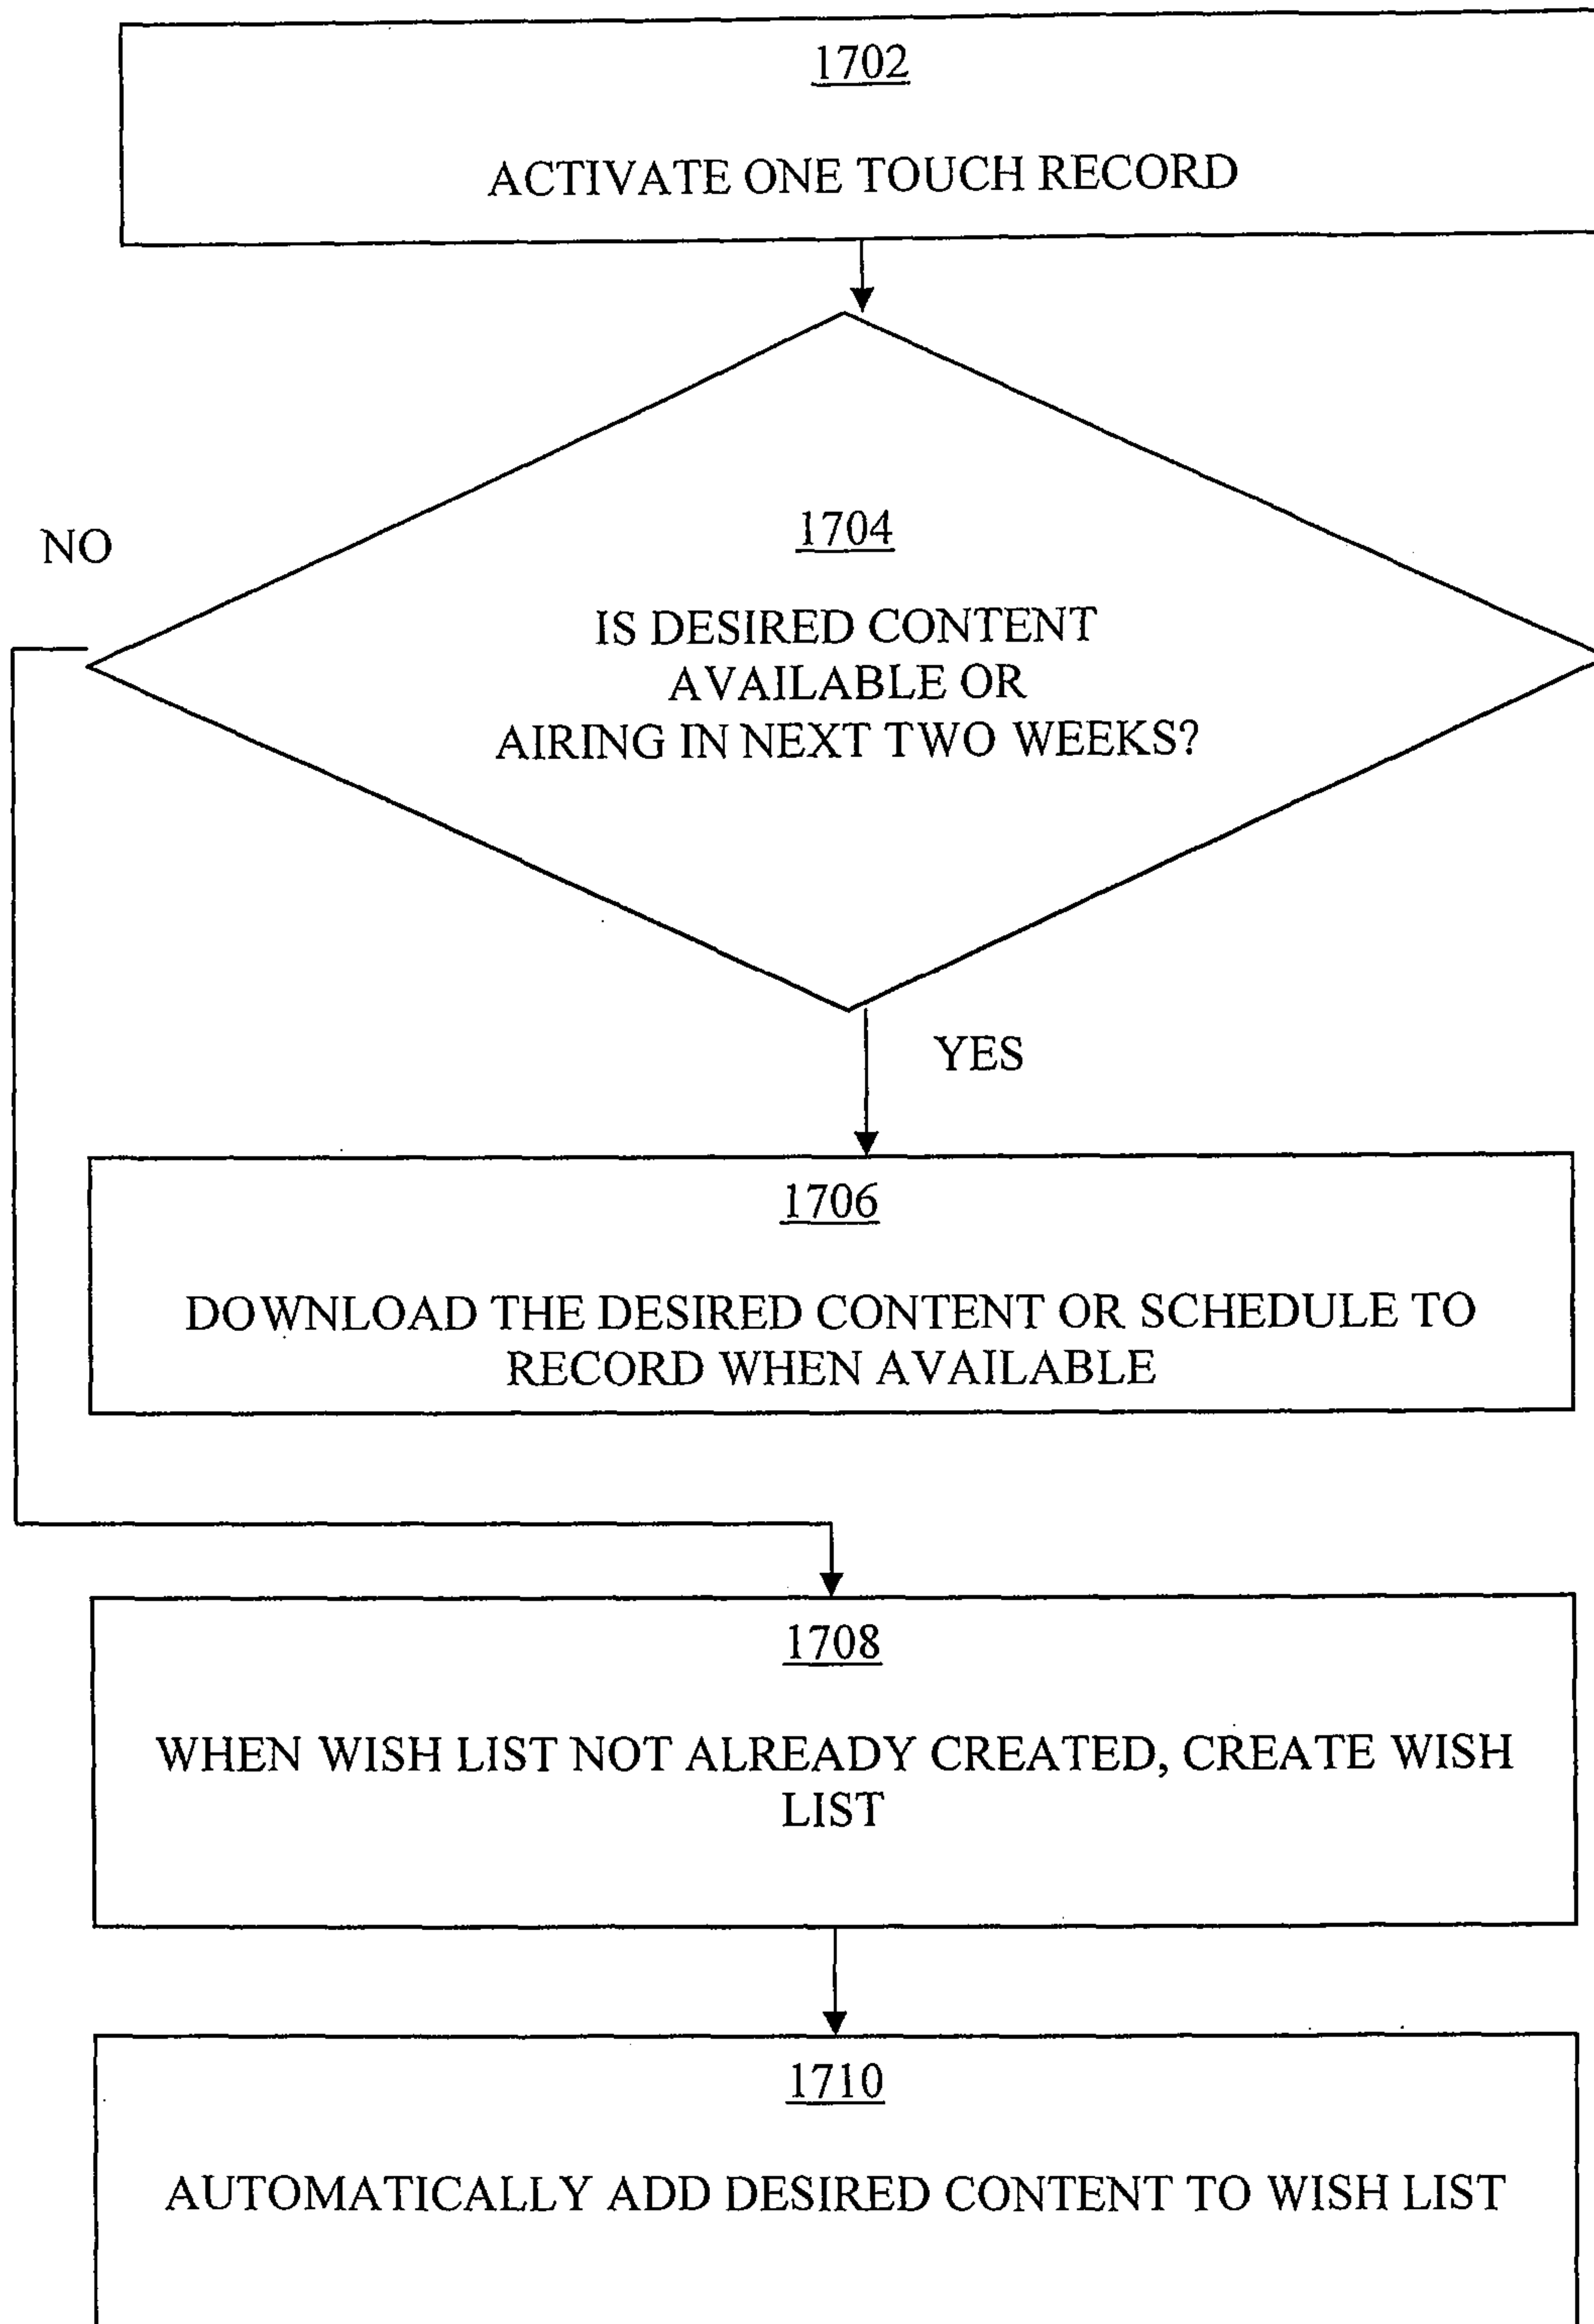 1702
ACTIVATE ONE TOUCH RECORD
1704
NO
IS DESIRED CONTENT
AVAILABLE OR
AIRING IN NEXT TWO WEEKS?
YES
1706
DOWNLOAD THE DESIRED CONTENT OR SCHEDULE TO
RECORD WHEN AVAILABLE
1708
WHEN WISH LIST NOT ALREADY CREATED, CREATE WISH
LIST
1710
AUTOMATICALLY ADD DESIRED CONTENT TO WISH LIST